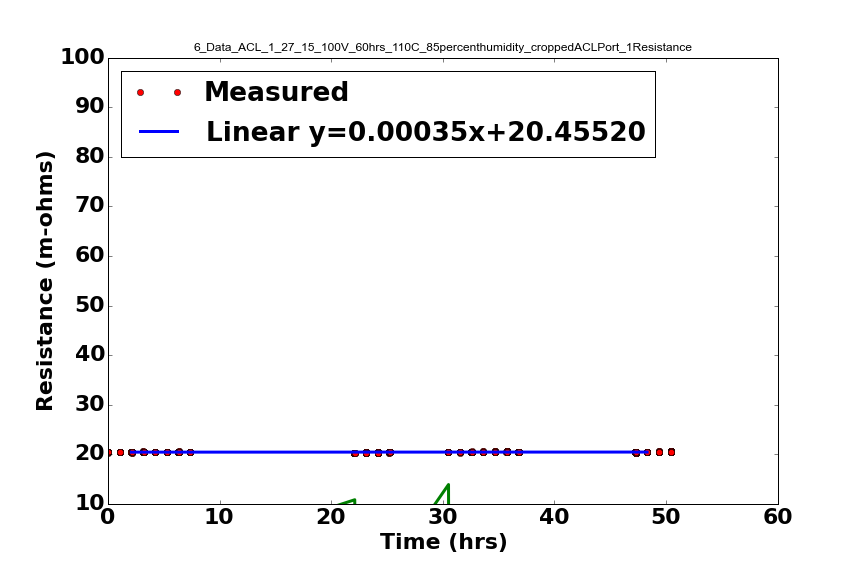 6_Data_ACL_1_27_15_100V_60hrs_110C_85percenthumidity_croppedACLPort_1Resistance
100
Measured
90
Linear y=0.00035x+20.45520
80
70
60
50
40
30
20
10
Resistance (m-ohms)
0 10 20 30 40 50 60
Time (hrs)